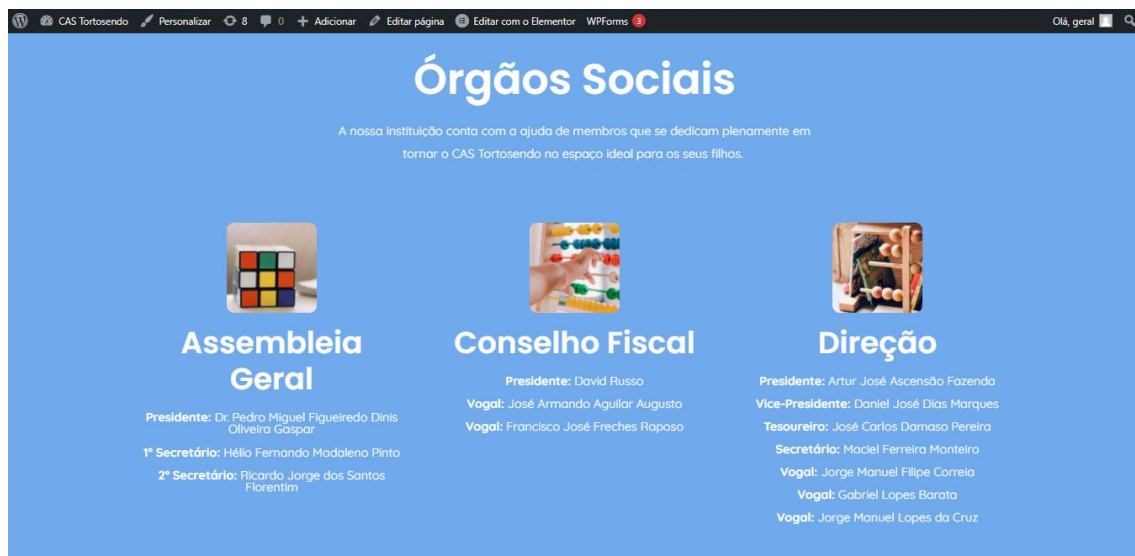 CAS Tortosendo Personalizar 8 0 + Adicionar Editar página Editar com o Elementor WPForms 3 Olá, geral
Órgãos Sociais
A nossa instituição conta com a ajuda de membros que se dedicam plenamente em
tornar o CAS Tortosendo no espaço ideal para os seus filhos.
Assembleia
Geral
Presidente: Dr. Pedro Miguel Figueiredo Dinis
Oliveira Gaspar
1º Secretário: Hélio Fernando Madaleno Pinto
2º Secretário: Ricardo Jorge dos Santos
Florentim
Conselho Fiscal
Presidente: David Russo
Vogal: José Armando Aguilar Augusto
Vogal: Francisco José Freches Raposo
Direção
Presidente: Artur José Ascensão Fazenda
Vice-Presidente: Daniel José Dias Marques
Tesoureiro: José Carlos Damaso Pereira
Secretário: Maciel Ferreira Monteiro
Vogal: Jorge Manuel Filipe Correia
Vogal: Gabriel Lopes Barata
Vogal: Jorge Manuel Lopes da Cruz